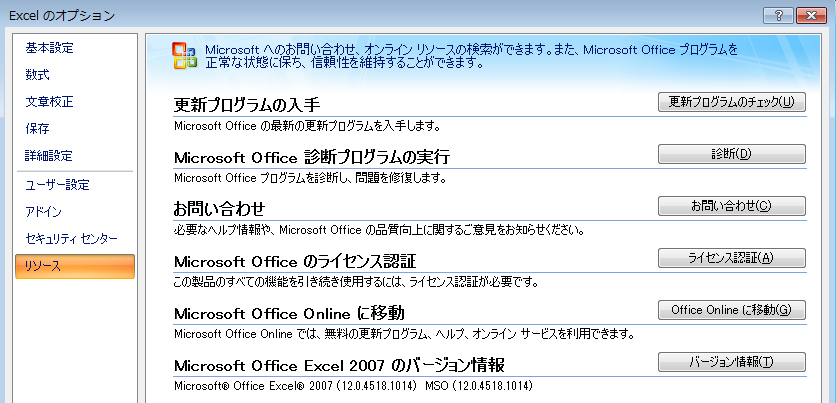 Excel のオプション
基本設定
数式
文章校正
保存
詳細設定
ユーザー設定
アドイン
セキュリティ センター
リソース
Microsoft へのお問い合わせ、オンライン リソースの検索ができます。また、Microsoft Office プログラムを
正常な状態に保ち、信頼性を維持することができます。
更新プログラムの入手
更新プログラムのチェック(U)
Microsoft Office の最新の更新プログラムを入手します。
Microsoft Office 診断プログラムの実行
診断(D)
Microsoft Office プログラムを診断し、問題を修復します。
お問い合わせ
お問い合わせ(C)
必要なヘルプ情報や、Microsoft Office の品質向上に関するご意見をお知らせください。
Microsoft Office のライセンス認証
ライセンス認証(A)
この製品のすべての機能を引き続き使用するには、ライセンス認証が必要です。
Microsoft Office Online に移動
Office Online に移動(G)
Microsoft Office Online では、無料の更新プログラム、ヘルプ、オンライン サービスを利用できます。
Microsoft Office Excel 2007 のバージョン情報
バージョン情報(T)
Microsoft® Office Excel® 2007 (12.0.4518.1014) MSO (12.0.4518.1014)